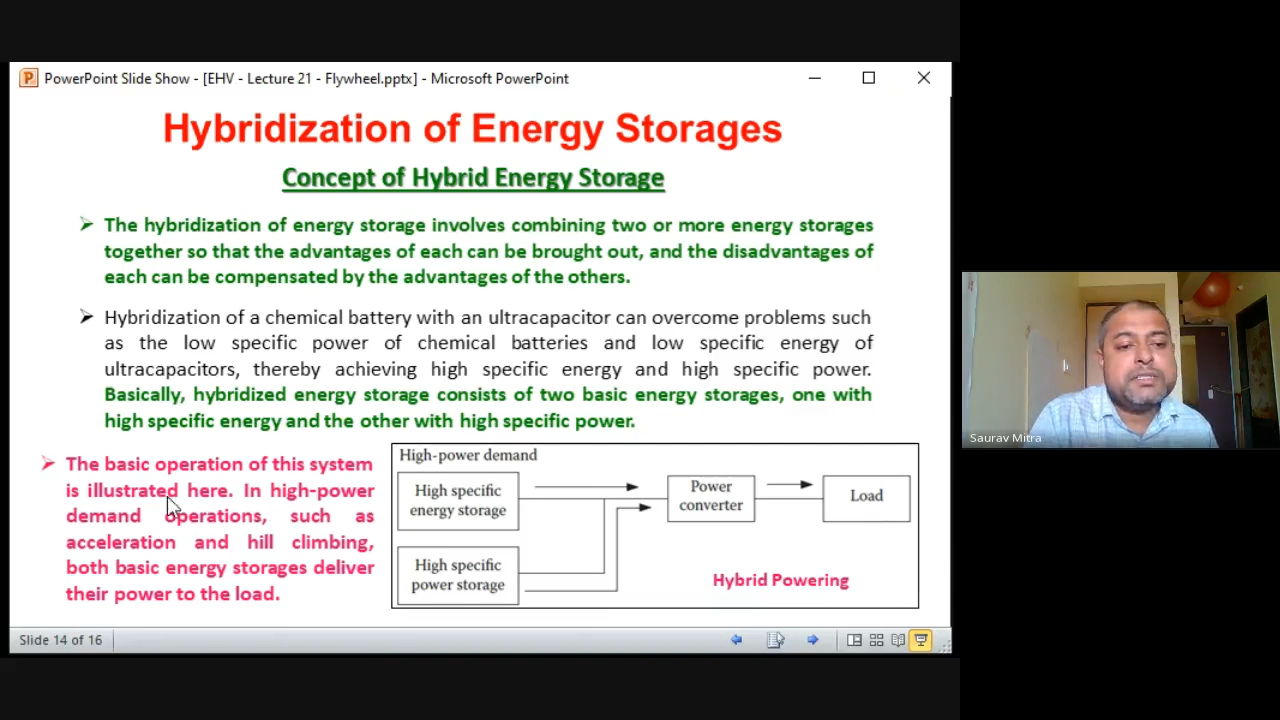 PowerPoint Slide Show - [EHV - Lecture 21 - Flywheel.pptx] - Microsoft PowerPoint
Hybridization of Energy Storages
Concept of Hybrid Energy Storage
The hybridization of energy storage involves combining two or more energy storages
together so that the advantages of each can be brought out, and the disadvantages of
each can be compensated by the advantages of the others.
Hybridization of a chemical battery with an ultracapacitor can overcome problems such
as the low specific power of chemical batteries and low specific energy of
ultracapacitors, thereby achieving high specific energy and high specific power.
Basically, hybridized energy storage consists of two basic energy storages, one with
high specific energy and the other with high specific power.
The basic operation of this system
is illustrated here. In high-power
demand operations, such as
acceleration and hill climbing,
both basic energy storages deliver
their power to the load.
High-power demand
High specific
energy storage
Power
converter
Load
High specific
power storage
Hybrid Powering
Slide 14 of 16
Saurav Mitra